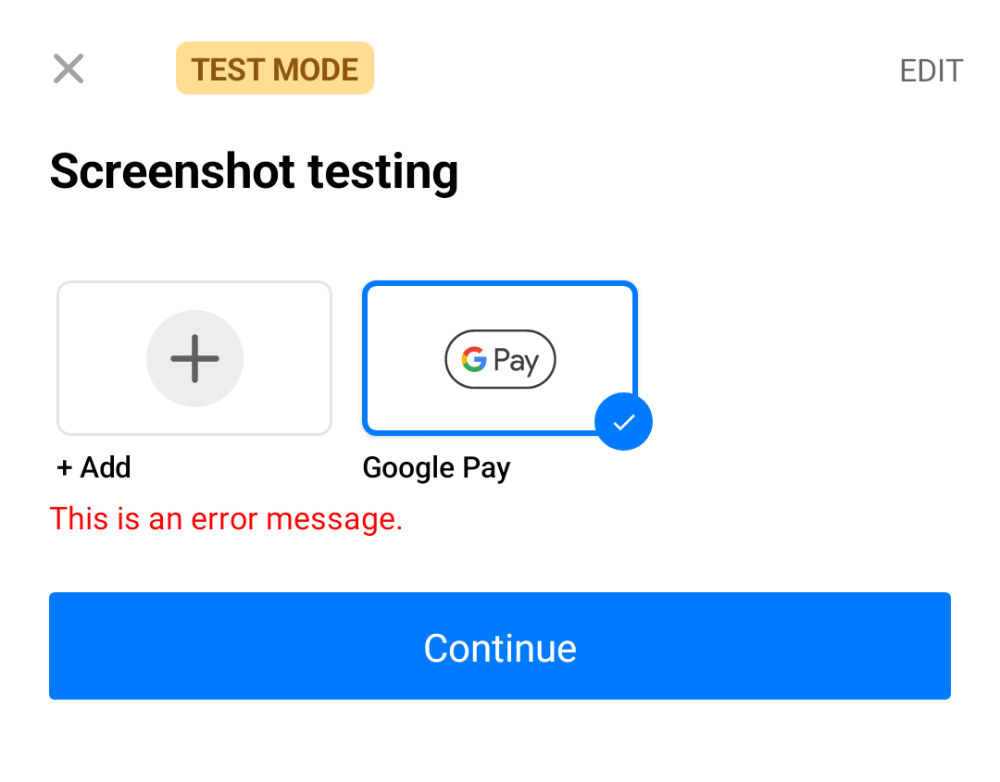 TEST MODE
EDIT
Screenshot testing
G Pay
+ Add
Google Pay
This is an error message.
Continue